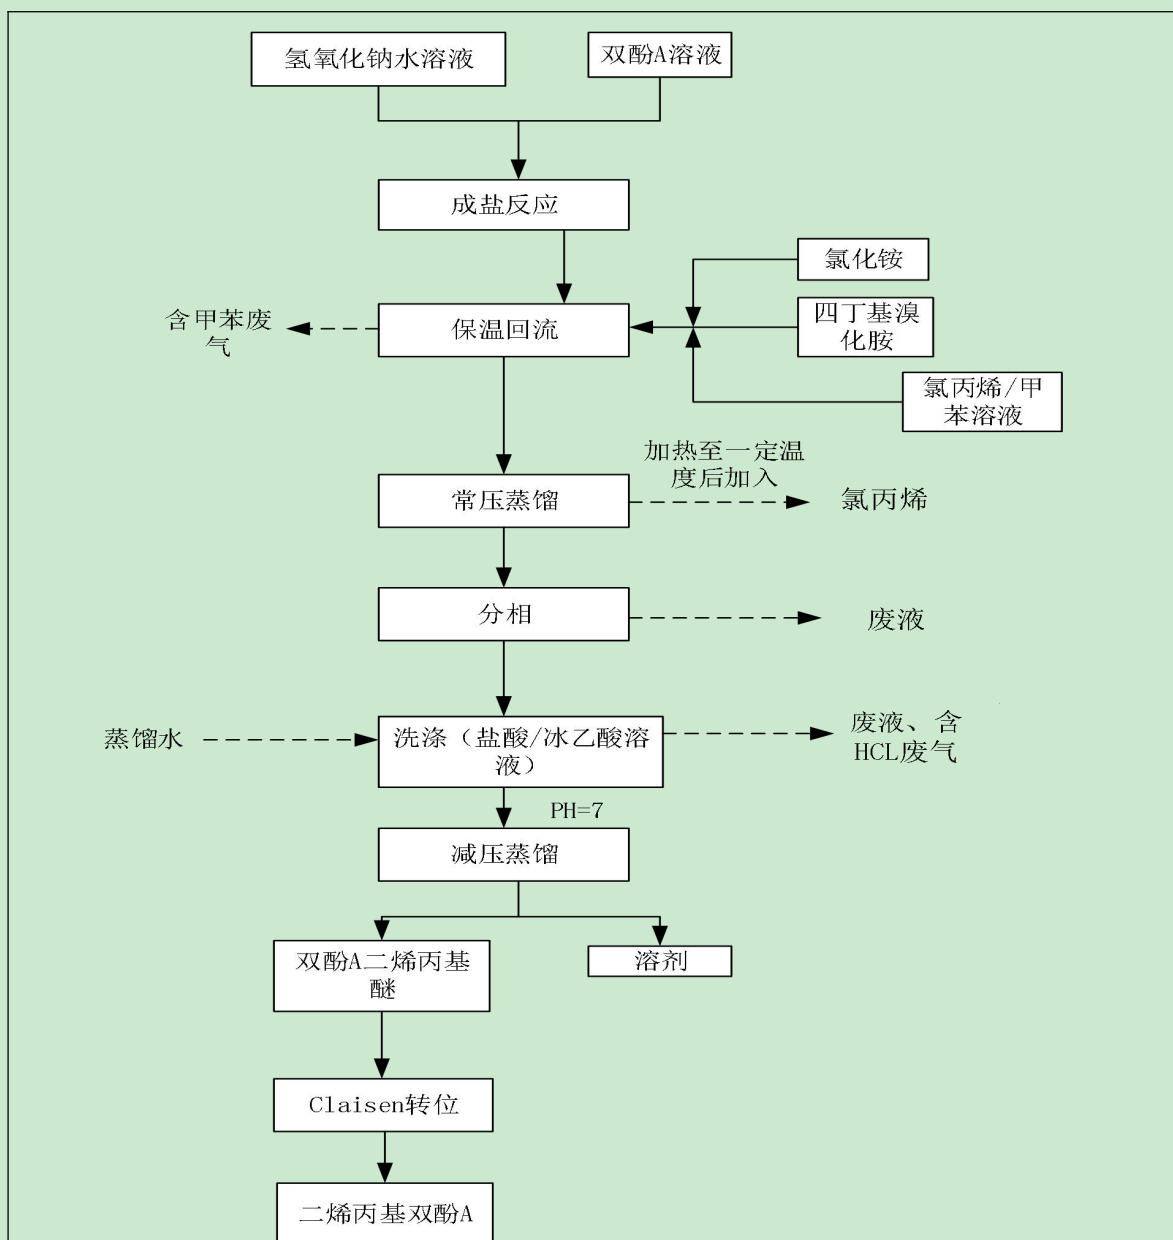 氢氧化钠水溶液
双酚A溶液
成盐反应
氯化铵
含甲苯废
气
保温回流
四丁基溴
化胺
氯丙烯/甲
苯溶液
加热至一定温
度后加入
常压蒸馏
氯丙烯
分相
废液
蒸馏水
洗涤（盐酸/冰乙酸溶
液）
废液、含
HCL废气
PH=7
减压蒸馏
双酚A二烯丙基
醚
溶剂
Claisen转位
二烯丙基双酚A